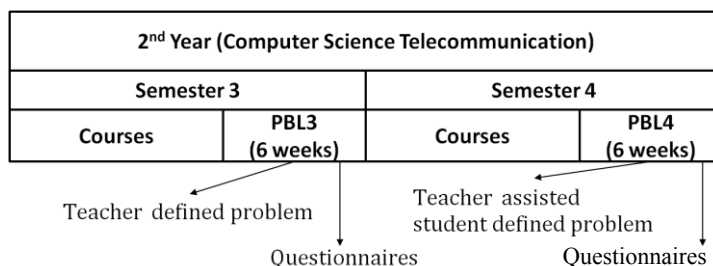 2nd Year (Computer Science Telecommunication)
Semester 3
Semester 4
Courses
PBL3
(6 weeks)
Courses
PBL4
(6 weeks)
Teacher defined problem
Teacher assisted
student defined problem
Questionnaires
Questionnaires